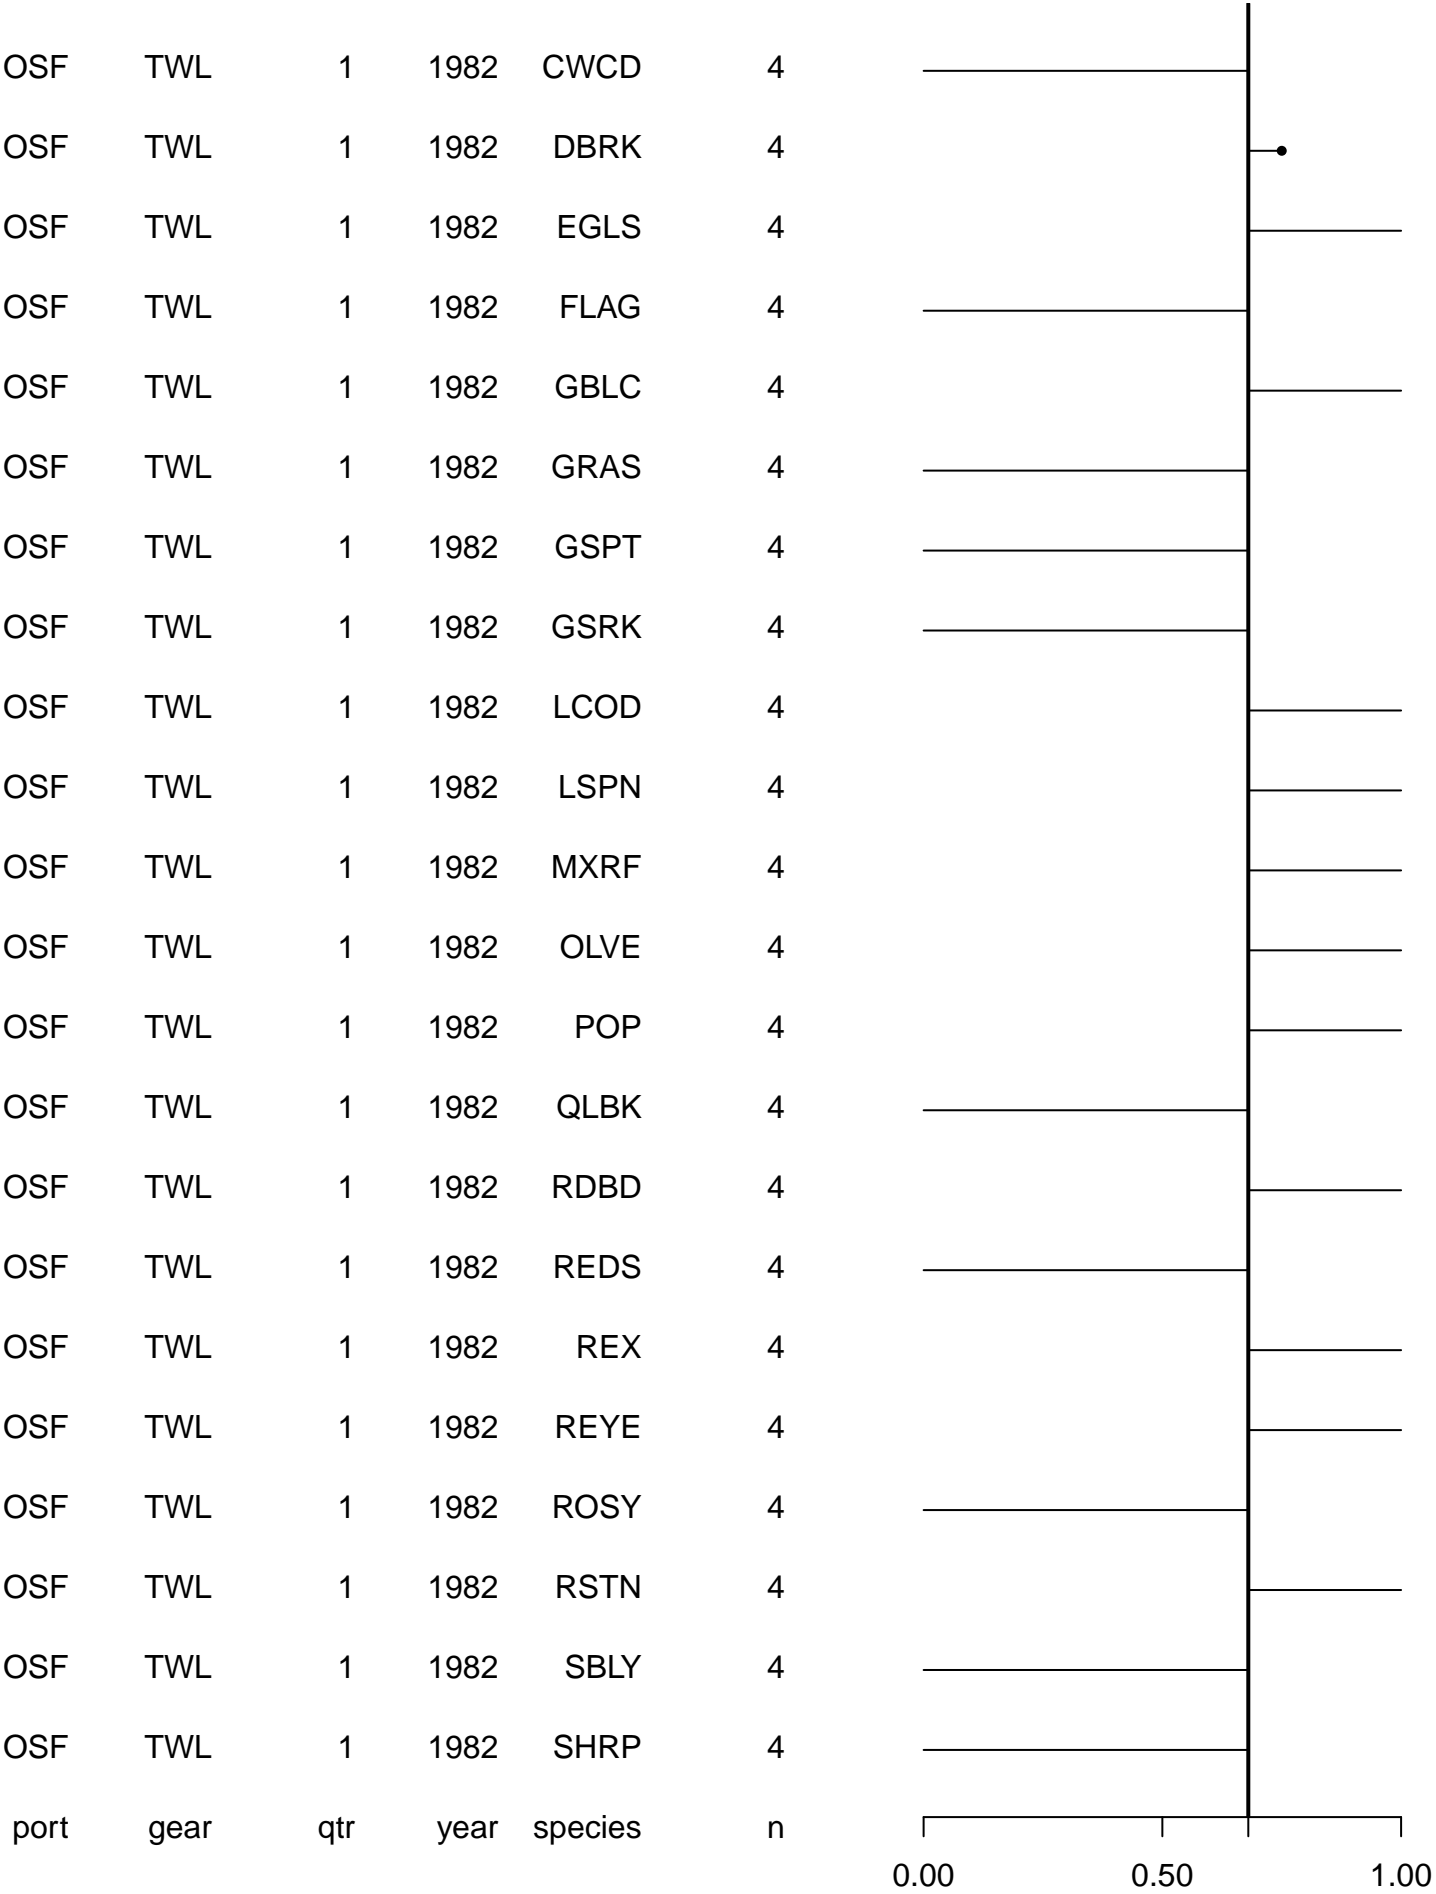 OSF TWL 1 1982 CWCD 4
OSF TWL 1 1982 DBRK 4
OSF TWL 1 1982 EGLS 4
OSF TWL 1 1982 FLAG 4
OSF TWL 1 1982 GBLC 4
OSF TWL 1 1982 GRAS 4
OSF TWL 1 1982 GSPT 4
OSF TWL 1 1982 GSRK 4
OSF TWL 1 1982 LCOD 4
OSF TWL 1 1982 LSPN 4
OSF TWL 1 1982 MXRF 4
OSF TWL 1 1982 OLVE 4
OSF TWL 1 1982 POP 4
OSF TWL 1 1982 QLBK 4
OSF TWL 1 1982 RDBD 4
OSF TWL 1 1982 REDS 4
OSF TWL 1 1982 REX 4
OSF TWL 1 1982 REYE 4
OSF TWL 1 1982 ROSY 4
OSF TWL 1 1982 RSTN 4
OSF TWL 1 1982 SBLY 4
OSF TWL 1 1982 SHRP 4
port gear qtr year species n
0.00 0.50 1.00